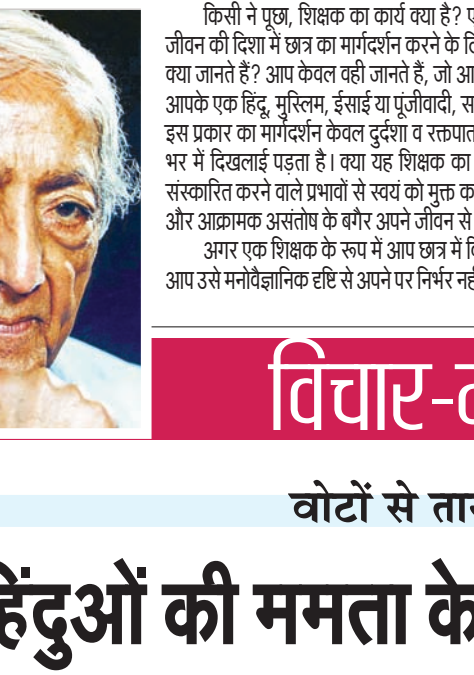 किसी ने पूछा, शिक्षक का कार्य क्या है?
जीवन की दिशा में छात्र का मार्गदर्शन करने के
क्या जानते हैं? आप केवल वही जानते हैं, जो
आपके एक हिंदू, मुस्लिम, ईसाई या पूंजीवादी,
इस प्रकार का मार्गदर्शन केवल दुर्दशा व रक्तपात
भर में दिखलाई पड़ता है। क्या यह शिक्षक का
संस्कारित करने वाले प्रभावों से स्वयं को मुक्त
और आक्रामक असंतोष के बगैर अपने जीवन से
अगर एक शिक्षक के रूप में आप छात्र में
आप उसे मनोवैज्ञानिक दृष्टि से अपने पर निर्भर
विचार-
वोटों से
हिंदुओं की ममता के